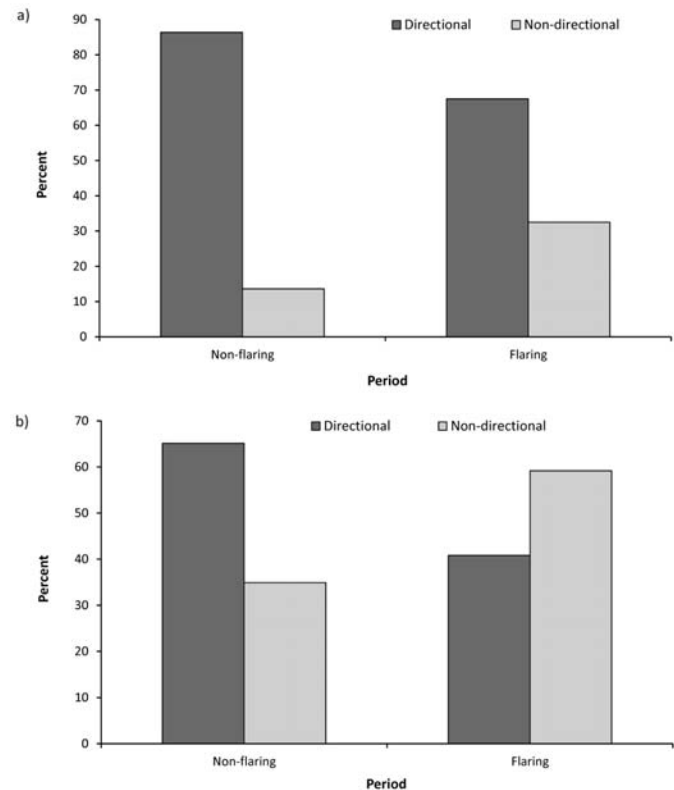 a)
Directional Non-directional
90
80
70
60
50
40
30
20
10
0
Percent
Non-flaring Flaring
Period
b)
Directional Non-directional
70
60
50
40
30
20
10
0
Percent
Non-flaring Flaring
Period